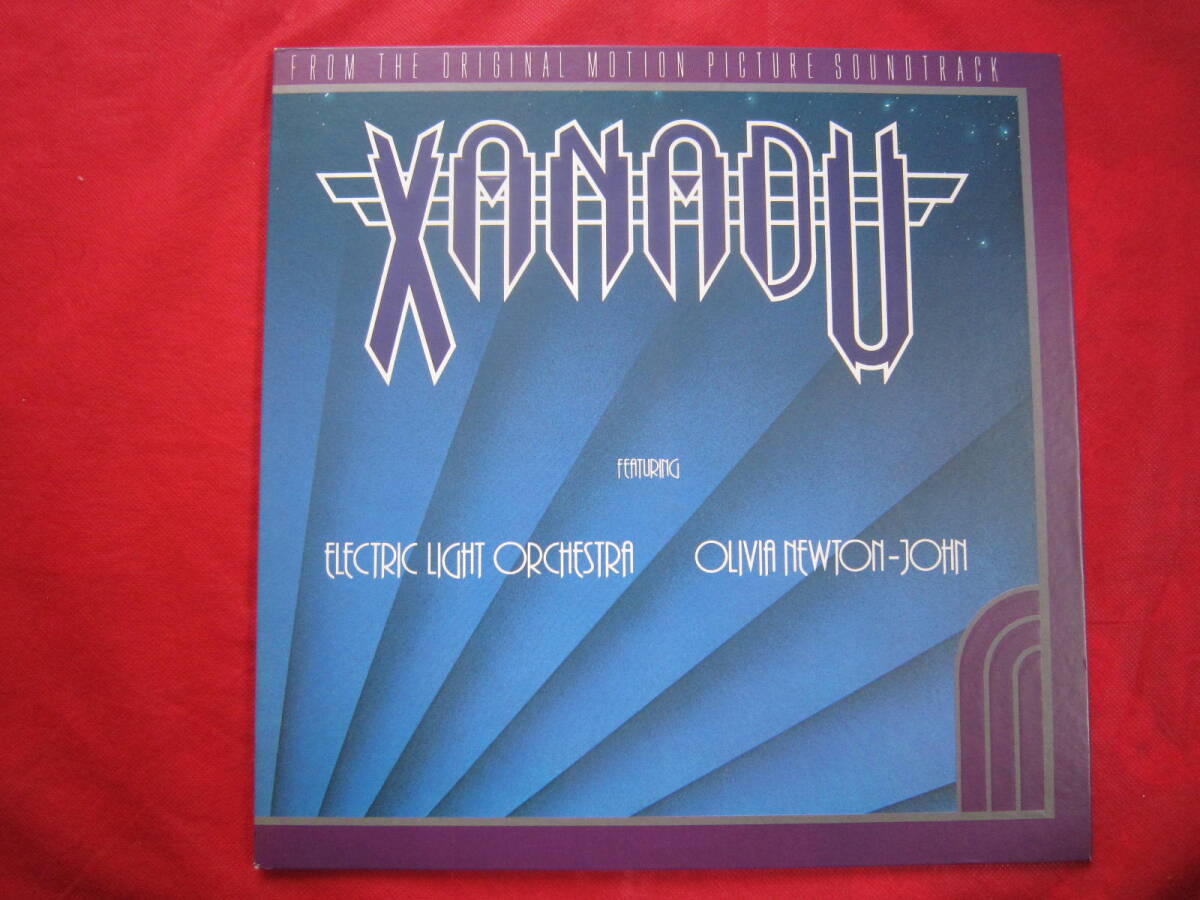 FROM THE ORIGINAL MOTION PICTURE SOUNDTRACK
XANADU
FEATURING
ELECTRIC LIGHT ORCHESTRA OLIVIA NEWTON-JOHN